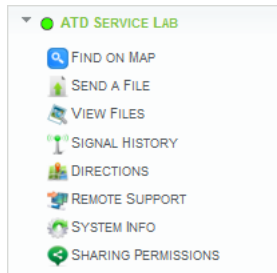 ATD SERVICE LAB
FIND ON MAP
SEND A FILE
VIEW FILES
SIGNAL HISTORY
DIRECTIONS
REMOTE SUPPORT
SYSTEM INFO
SHARING PERMISSIONS